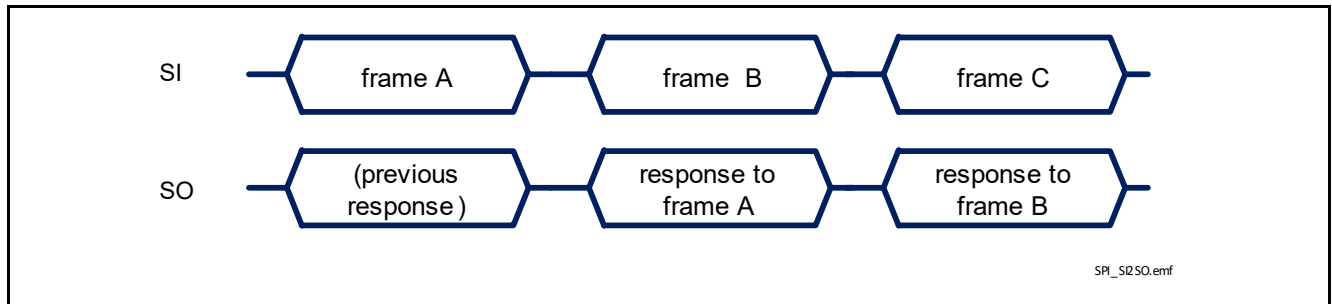 SI
frame A
frame B
frame C
SO
(previous
response)
response to
frame A
response to
frame B
SPI_SI2SO.emf